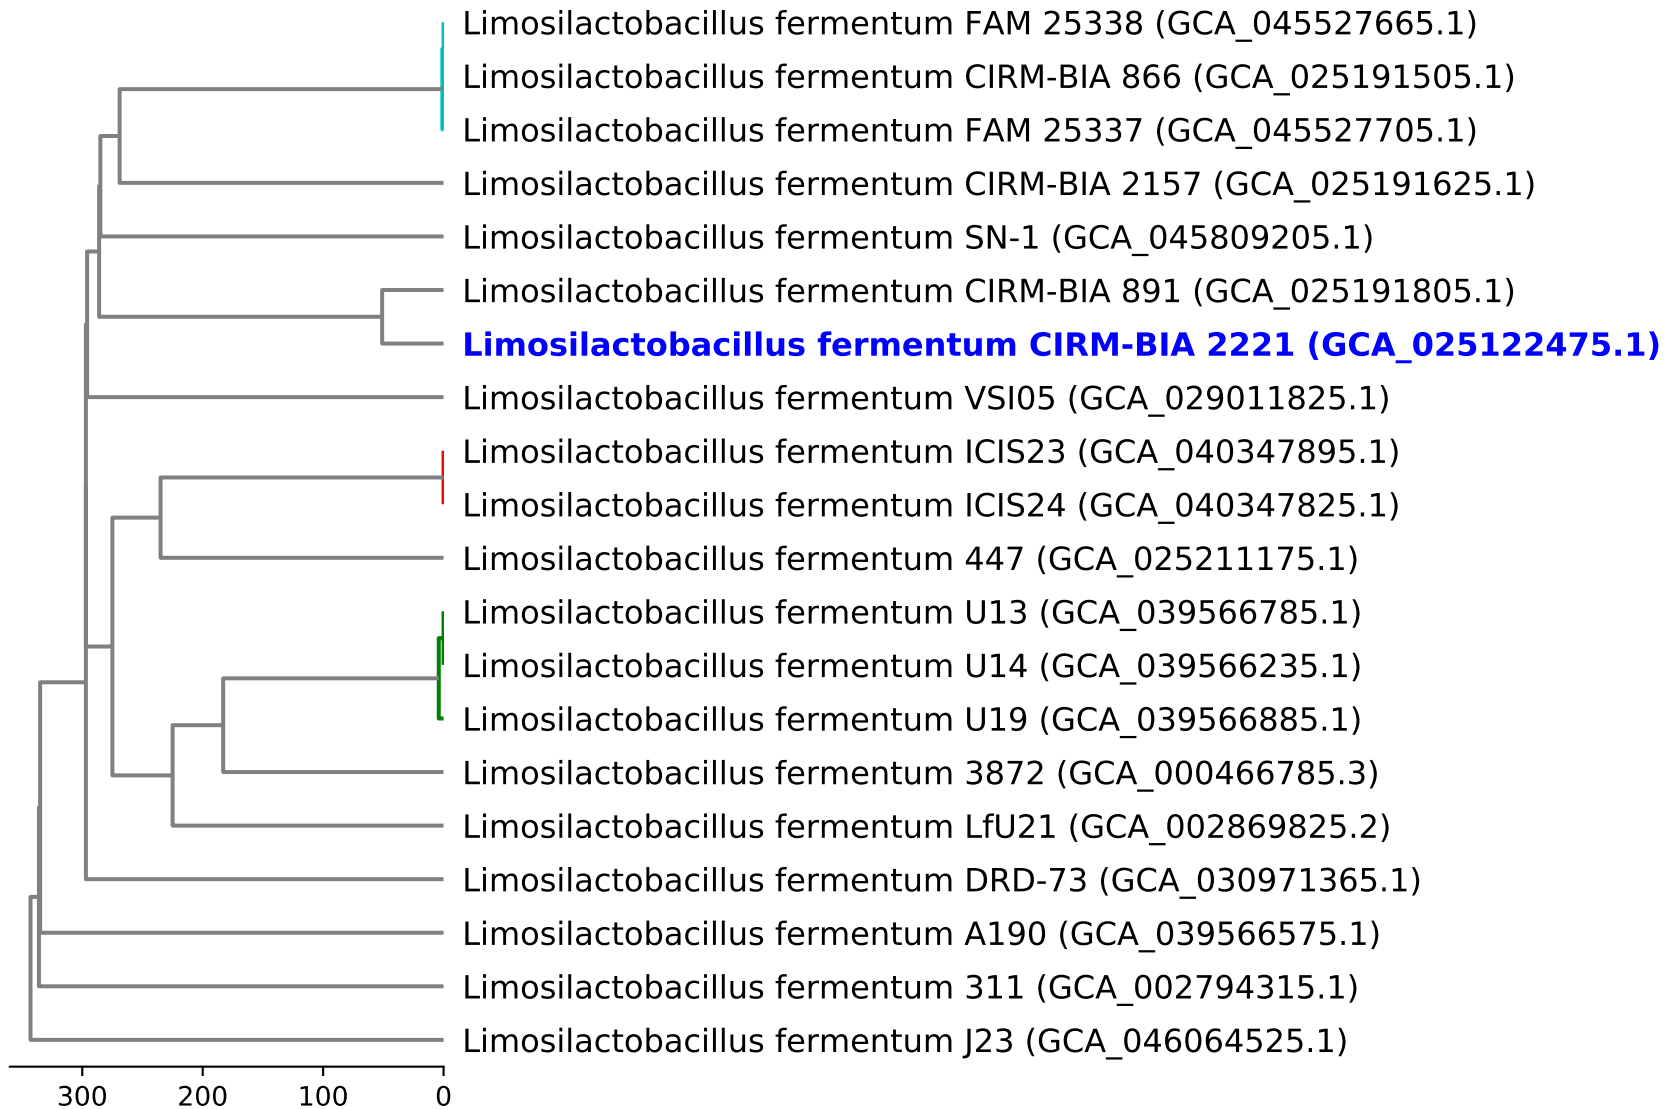 Limosilactobacillus fermentum FAM 25338 (GCA_045527665.1)
Limosilactobacillus fermentum CIRM-BIA 866 (GCA_025191505.1)
Limosilactobacillus fermentum FAM 25337 (GCA_045527705.1)
Limosilactobacillus fermentum CIRM-BIA 2157 (GCA_025191625.1)
Limosilactobacillus fermentum SN-1 (GCA_045809205.1)
Limosilactobacillus fermentum CIRM-BIA 891 (GCA_025191805.1)
Limosilactobacillus fermentum CIRM-BIA 2221 (GCA_025122475.1)
Limosilactobacillus fermentum VSI05 (GCA_029011825.1)
Limosilactobacillus fermentum ICIS23 (GCA_040347895.1)
Limosilactobacillus fermentum ICIS24 (GCA_040347825.1)
Limosilactobacillus fermentum 447 (GCA_025211175.1)
Limosilactobacillus fermentum U13 (GCA_039566785.1)
Limosilactobacillus fermentum U14 (GCA_039566235.1)
Limosilactobacillus fermentum U19 (GCA_039566885.1)
Limosilactobacillus fermentum 3872 (GCA_000466785.3)
Limosilactobacillus fermentum LfU21 (GCA_002869825.2)
Limosilactobacillus fermentum DRD-73 (GCA_030971365.1)
Limosilactobacillus fermentum A190 (GCA_039566575.1)
Limosilactobacillus fermentum 311 (GCA_002794315.1)
Limosilactobacillus fermentum J23 (GCA_046064525.1)
300 200 100 0